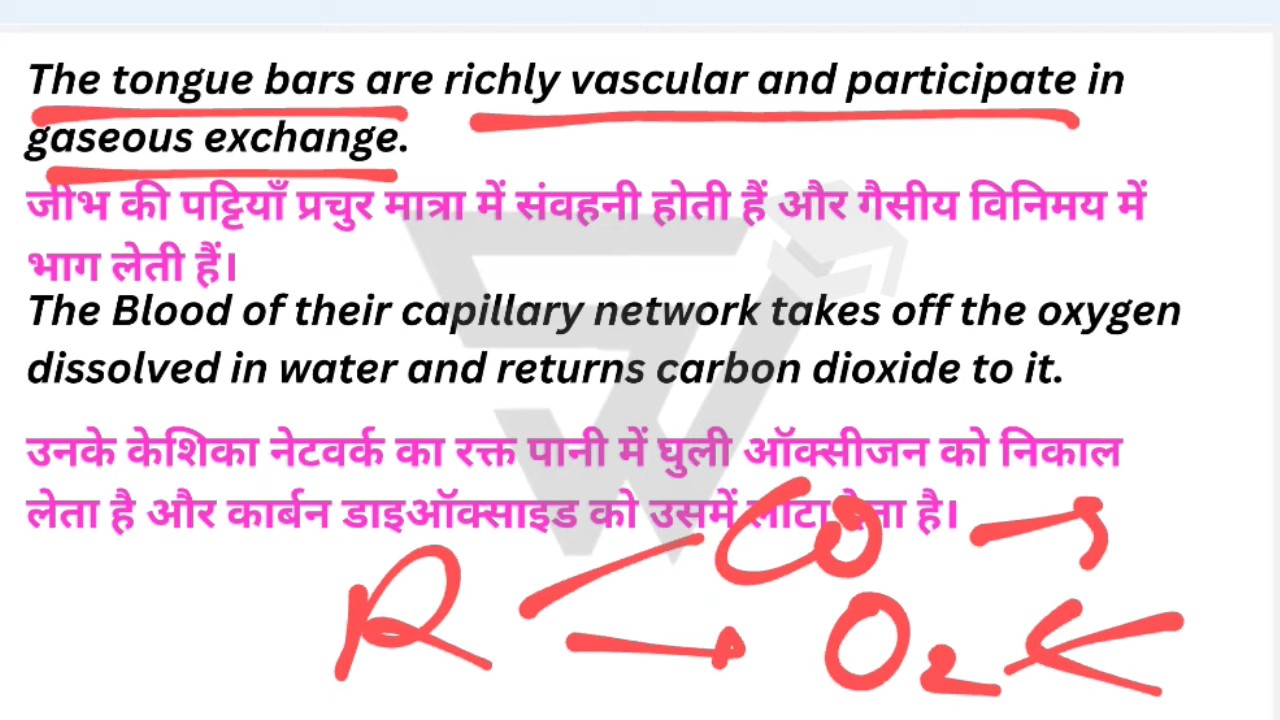 The tongue bars are richly vascular and participate in
gaseous exchange.
जीभ की पट्टियाँ प्रचुर मात्रा में संवहनी होती हैं और गैसीय विनिमय में
भाग लेती हैं।
The Blood of their capillary network takes off the oxygen
dissolved in water and returns carbon dioxide to it.
उनके केशिका नेटवर्क का रक्त पानी में घुली ऑक्सीजन को निकाल
लेता है और कार्बन डाइऑक्साइड को उसमें लौटा देता है।
R CO
O2